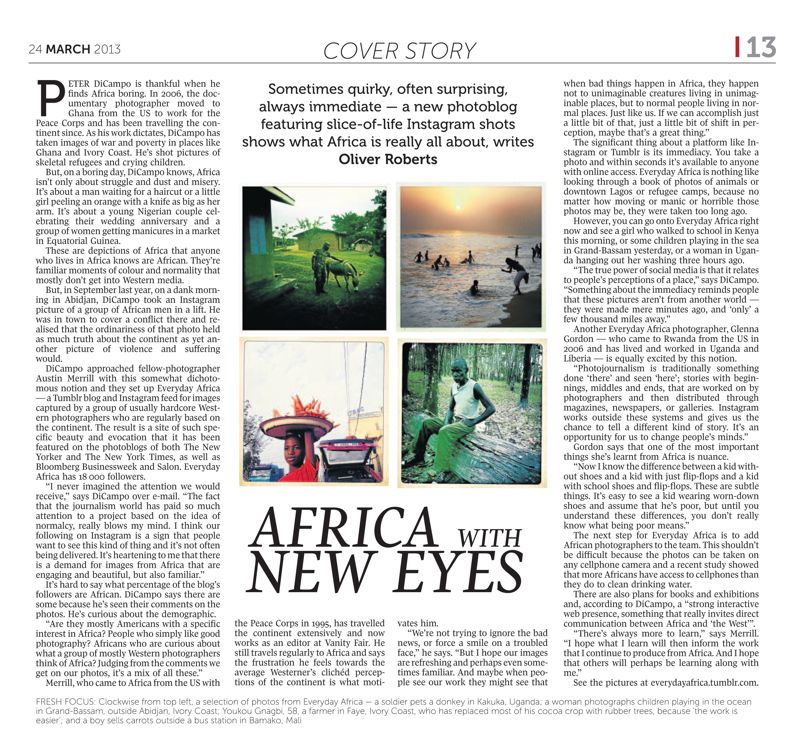 24 MARCH 2013
COVER STORY
13
PETER DiCampo is thankful when he
finds Africa boring. In 2006, the doc-
umentary photographer moved to
Ghana from the US to work for the
Peace Corps and has been travelling the con-
tinent since. As his work dictates, DiCampo has
taken images of war and poverty in places like
Ghana and Ivory Coast. He's shot pictures of
skeletal refugees and crying children.
But, on a boring day, DiCampo knows, Africa
isn't only about struggle and dust and misery.
It's about a man waiting for a haircut or a little
girl peeling an orange with a knife as big as her
arm. It's about a young Nigerian couple cel-
ebrating their wedding anniversary and a
group of women getting manicures in a market
in Equatorial Guinea.
These are depictions of Africa that anyone
who lives in Africa knows are African. They're
familiar moments of colour and normality that
mostly don't get into Western media.
But, in September last year, on a dank morn-
ing in Abidjan, DiCampo took an Instagram
picture of a group of African men in a lift. He
was in town to cover a conflict there and re-
alised that the ordinariness of that photo held
as much truth about the continent as yet an-
other picture of violence and suffering
would.
DiCampo approached fellow-photographer
Austin Merrill with this somewhat dichoto-
mous notion and they set up Everyday Africa
— a Tumblr blog and Instagram feed for images
captured by a group of usually hardcore West-
ern photographers who are regularly based on
the continent. The result is a site of such spe-
cific beauty and evocation that it has been
featured on the photoblogs of both The New
Yorker and The New York Times, as well as
Bloomberg Businessweek and Salon. Everyday
Africa has 18 000 followers.
"I never imagined the attention we would
receive," says DiCampo over e-mail. "The fact
that the journalism world has paid so much
attention to a project based on the idea of
normalcy, really blows my mind. I think our
following on Instagram is a sign that people
want to see this kind of thing and it's not often
being delivered. It's heartening to me that there
is a demand for images from Africa that are
engaging and beautiful, but also familiar."
It's hard to say what percentage of the blog's
followers are African. DiCampo says there are
some because he's seen their comments on the
photos. He's curious about the demographic.
"Are they mostly Americans with a specific
interest in Africa? People who simply like good
photography? Africans who are curious about
what a group of mostly Western photographers
think of Africa? Judging from the comments we
get on our photos, it's a mix of all these."
Merrill, who came to Africa from the US with
Sometimes quirky, often surprising,
always immediate — a new photoblog
featuring slice-of-life Instagram shots
shows what Africa is really all about, writes
Oliver Roberts
AFRICA WITH
NEW EYES
the Peace Corps in 1995, has travelled
the continent extensively and now
works as an editor at Vanity Fair. He
still travels regularly to Africa and says
the frustration he feels towards the
average Westerner's clichéd percep-
tions of the continent is what moti-
vates him.
"We're not trying to ignore the bad
news, or force a smile on a troubled
face," he says. "But I hope our images
are refreshing and perhaps even some-
times familiar. And maybe when peo-
ple see our work they might see that
when bad things happen in Africa, they happen
not to unimaginable creatures living in unimag-
inable places, but to normal people living in nor-
mal places. Just like us. If we can accomplish just
a little bit of that, just a little bit of shift in per-
ception, maybe that's a great thing."
The significant thing about a platform like In-
stagram or Tumblr is its immediacy. You take a
photo and within seconds it's available to anyone
with online access. Everyday Africa is nothing like
looking through a book of photos of animals or
downtown Lagos or refugee camps, because no
matter how moving or manic or horrible those
photos may be, they were taken too long ago.
However, you can go onto Everyday Africa right
now and see a girl who walked to school in Kenya
this morning, or some children playing in the sea
in Grand-Bassam yesterday, or a woman in Ugan-
da hanging out her washing three hours ago.
"The true power of social media is that it relates
to people's perceptions of a place," says DiCampo.
"Something about the immediacy reminds people
that these pictures aren't from another world —
they were made mere minutes ago, and 'only' a
few thousand miles away."
Another Everyday Africa photographer, Glenna
Gordon — who came to Rwanda from the US in
2006 and has lived and worked in Uganda and
Liberia — is equally excited by this notion.
"Photojournalism is traditionally something
done 'there' and seen 'here'; stories with begin-
nings, middles and ends, that are worked on by
photographers and then distributed through
magazines, newspapers, or galleries. Instagram
works outside these systems and gives us the
chance to tell a different kind of story. It's an
opportunity for us to change people's minds."
Gordon says that one of the most important
things she's learnt from Africa is nuance.
"Now I know the difference between a kid with-
out shoes and a kid with just flip-flops and a kid
with school shoes and flip-flops. These are subtle
things. It's easy to see a kid wearing worn-down
shoes and assume that he's poor, but until you
understand these differences, you don't really
know what being poor means."
The next step for Everyday Africa is to add
African photographers to the team. This shouldn't
be difficult because the photos can be taken on
any cellphone camera and a recent study showed
that more Africans have access to cellphones than
they do to clean drinking water.
There are also plans for books and exhibitions
and, according to DiCampo, a "strong interactive
web presence, something that really invites direct
communication between Africa and 'the West'".
"There's always more to learn," says Merrill.
"I hope what I learn will then inform the work
that I continue to produce from Africa. And I hope
that others will perhaps be learning along with
me."
See the pictures at everydayafrica.tumblr.com.
FRESH FOCUS: Clockwise from top left, a selection of photos from Everyday Africa — a soldier pets a donkey in Kakuka, Uganda; a woman photographs children playing in the ocean
in Grand-Bassam, outside Abidjan, Ivory Coast; Youkou Gnagbi, 58, a farmer in Faye, Ivory Coast, who has replaced most of his cocoa crop with rubber trees, because 'the work is
easier'; and a boy sells carrots outside a bus station in Bamako, Mali